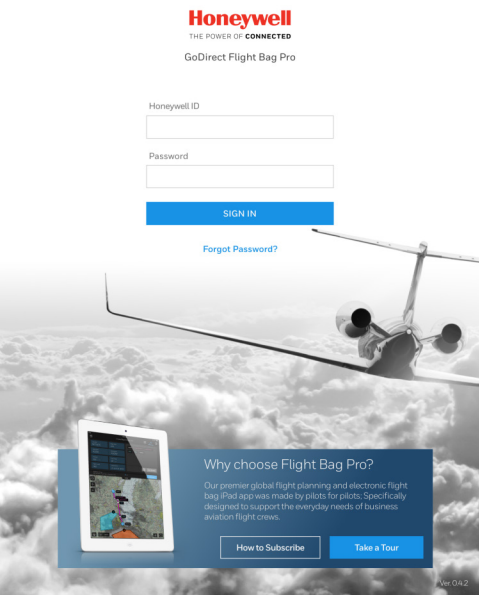 Honeywell
THE POWER OF CONNECTED
GoDirect Flight Bag Pro
Honeywell ID
Password
SIGN IN
Forgot Password?
Why choose Flight Bag Pro?
Our premier global flight planning and electronic flight
bag iPad app was made by pilots for pilots: Specifically
designed to support the everyday needs of business
aviation flight crews.
How to Subscribe
Take a Tour
Ver. 0.4.2